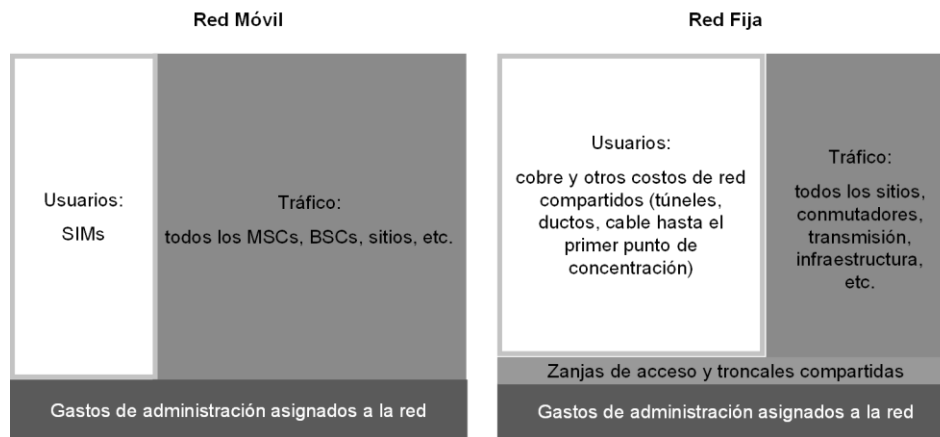 Red Móvil
Usuarios:
SIMs
Tráfico:
todos los MSCs, BSCs, sitios, etc.
Gastos de administración asignados a la red
Red Fija
Usuarios:
cobre y otros costos de red
compartidos (túneles,
ductos, cable hasta el
primer punto de
concentración)
Tráfico:
todos los sitios,
conmutadores,
transmisión,
infraestructura,
etc.
Zanjas de acceso y troncales compartidas
Gastos de administración asignados a la red